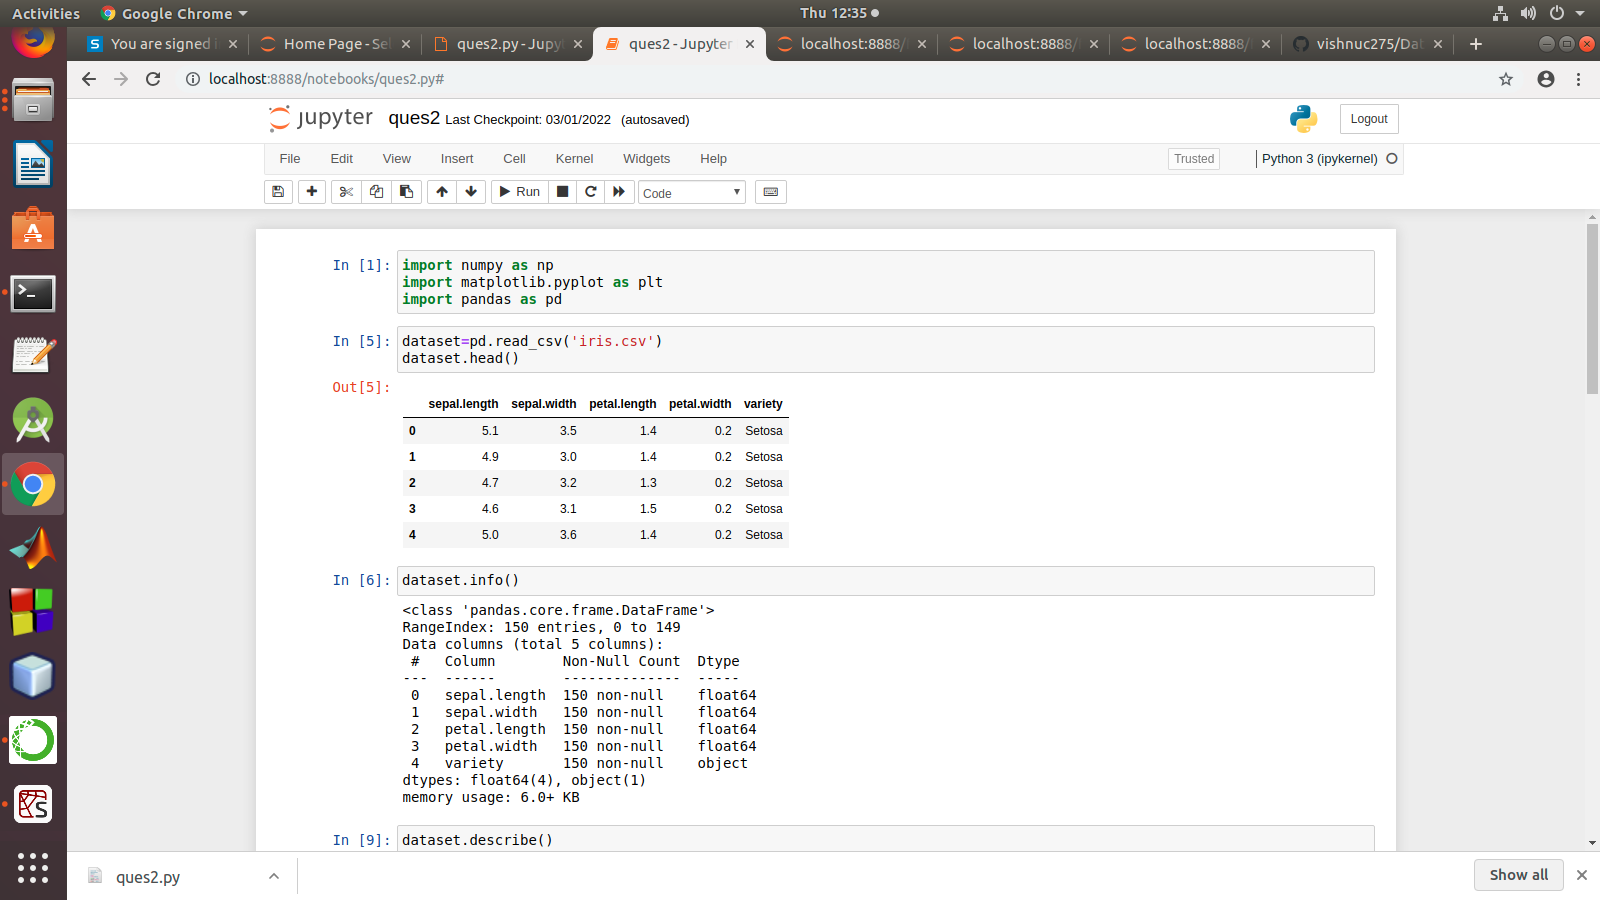 Activities Google Chrome Thu 12:35
You are signed i Home Page - Sel ques2.py - Jupyt ques2 - Jupyter localhost:8888/ localhost:8888/ localhost:8888/ vishnuc275/Dat
localhost:8888/notebooks/ques2.py#
jupyter ques2 Last Checkpoint: 03/01/2022 (autosaved) Logout
File Edit View Insert Cell Kernel Widgets Help Trusted Python 3 (ipykernel)
Run Code
In [1]: import numpy as np
import matplotlib.pyplot as plt
import pandas as pd
In [5]: dataset=pd.read_csv('iris.csv')
dataset.head()
Out[5]:
sepal.length sepal.width petal.length petal.width variety
0 5.1 3.5 1.4 0.2 Setosa
1 4.9 3.0 1.4 0.2 Setosa
2 4.7 3.2 1.3 0.2 Setosa
3 4.6 3.1 1.5 0.2 Setosa
4 5.0 3.6 1.4 0.2 Setosa
In [6]: dataset.info()
<class 'pandas.core.frame.DataFrame'>
RangeIndex: 150 entries, 0 to 149
Data columns (total 5 columns):
# Column Non-Null Count Dtype
--- ------ -------------- -----
0 sepal.length 150 non-null float64
1 sepal.width 150 non-null float64
2 petal.length 150 non-null float64
3 petal.width 150 non-null float64
4 variety 150 non-null object
dtypes: float64(4), object(1)
memory usage: 6.0+ KB
In [9]: dataset.describe()
ques2.py Show all